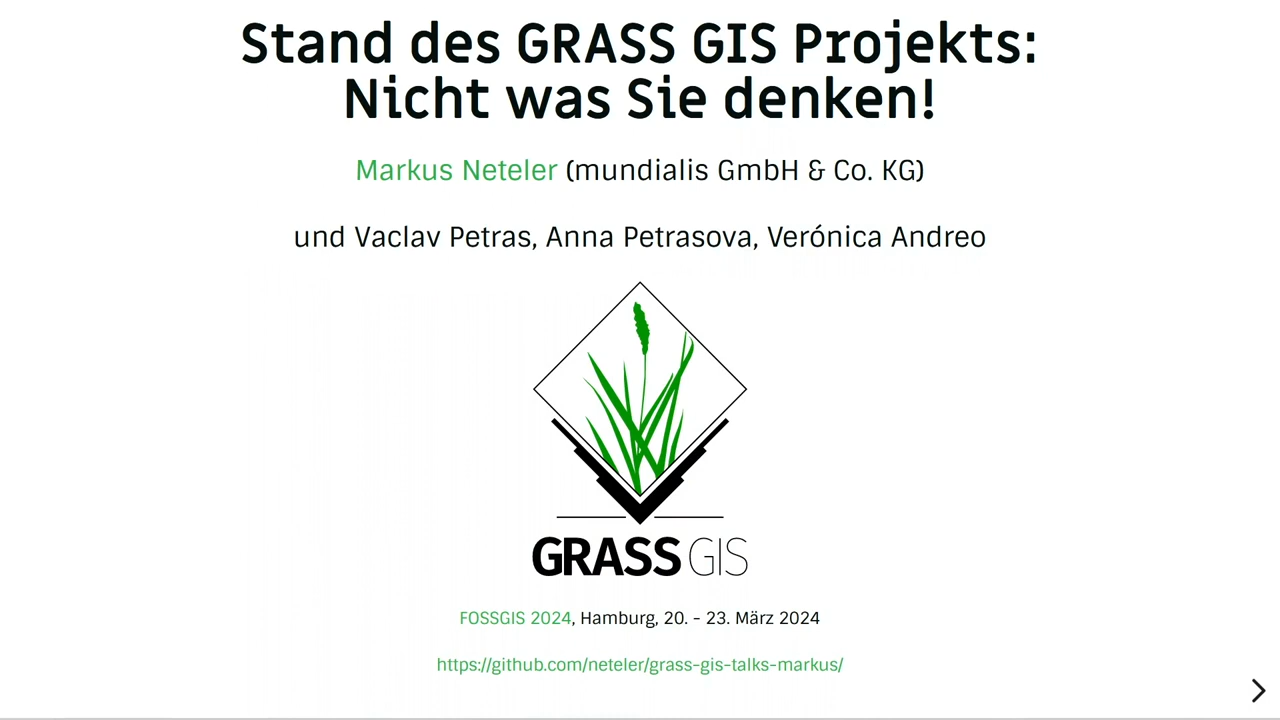 Stand des GRASS GIS Projekts:
Nicht was Sie denken!
Markus Neteler (mundialis GmbH & Co. KG)
und Vaclav Petras, Anna Petrasova, Verónica Andreo
GRASS GIS
FOSSGIS 2024, Hamburg, 20. - 23. März 2024
https://github.com/neteler/grass-gis-talks-markus/